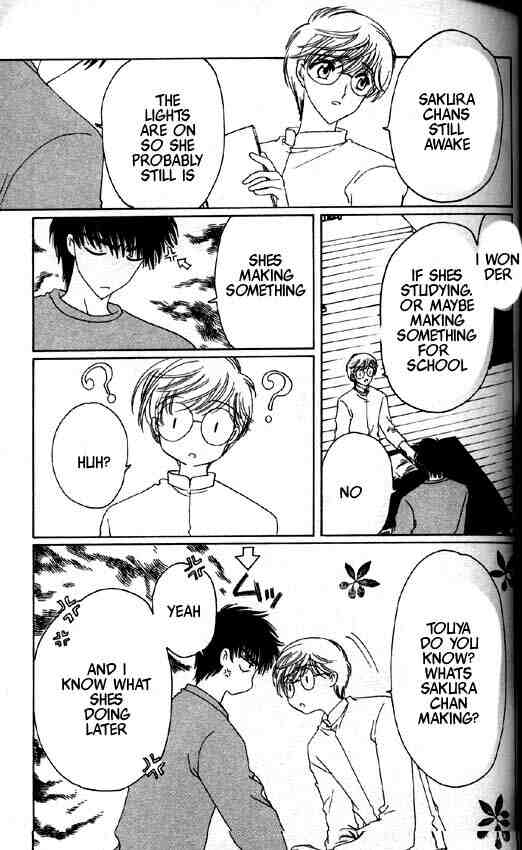 SAKURA
CHANS
STILL
AWAKE
THE
LIGHTS
ARE ON
SO SHE
PROBABLY
STILL IS
I WON
DER
IF SHES
STUDYING.
OR MAYBE
MAKING
SOMETHING
FOR
SCHOOL
NO
SHES
MAKING
SOMETHING
HUH?
?
?
TOUYA
DO YOU
KNOW?
WHATS
SAKURA
CHAN
MAKING?
YEAH
ムッ
AND I
KNOW WHAT
SHES
DOING
LATER